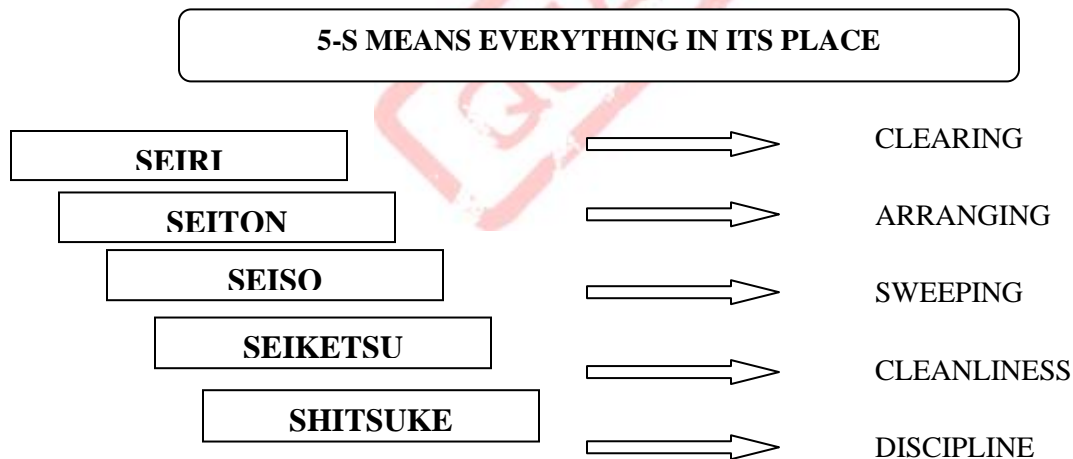 5-S MEANS EVERYTHING IN ITS PLACE
SEIRI
CLEARING
SEITON
ARRANGING
SEISO
SWEEPING
SEIKETSU
CLEANLINESS
SHITSUKE
DISCIPLINE